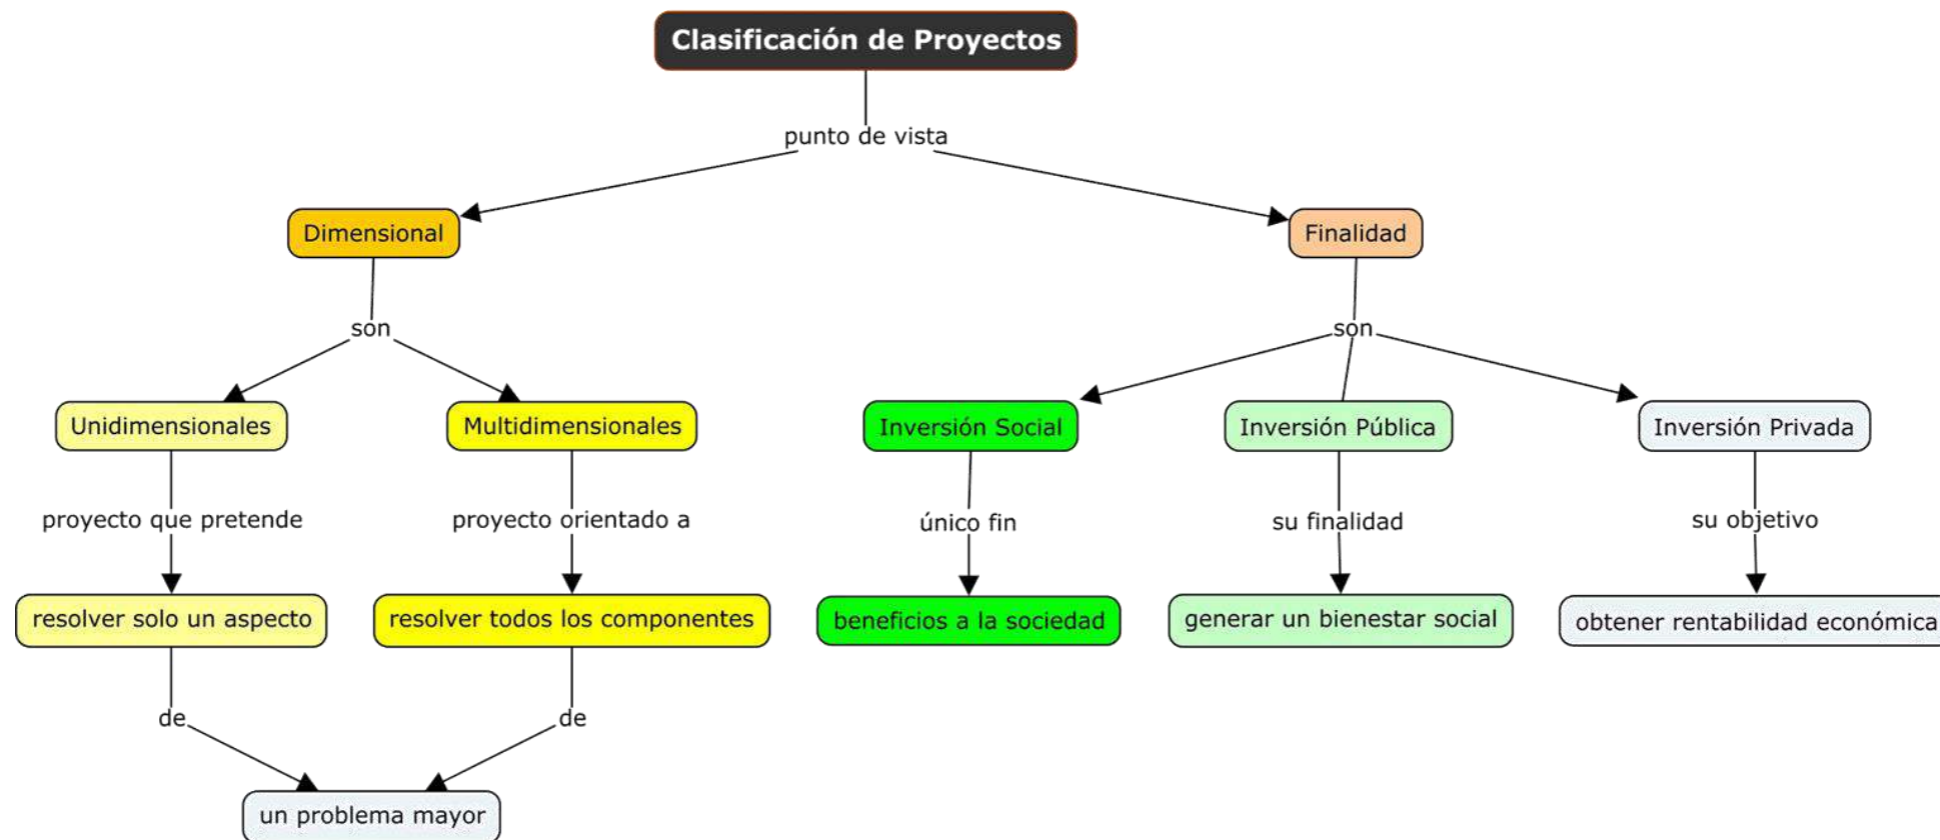 Clasificación de Proyectos
punto de vista
Dimensional
Finalidad
son
son
Unidimensionales
Multidimensionales
Inversión Social
Inversión Pública
Inversión Privada
proyecto que pretende
proyecto orientado a
único fin
su finalidad
su objetivo
resolver solo un aspecto
resolver todos los componentes
beneficios a la sociedad
generar un bienestar social
obtener rentabilidad económica
de
de
un problema mayor